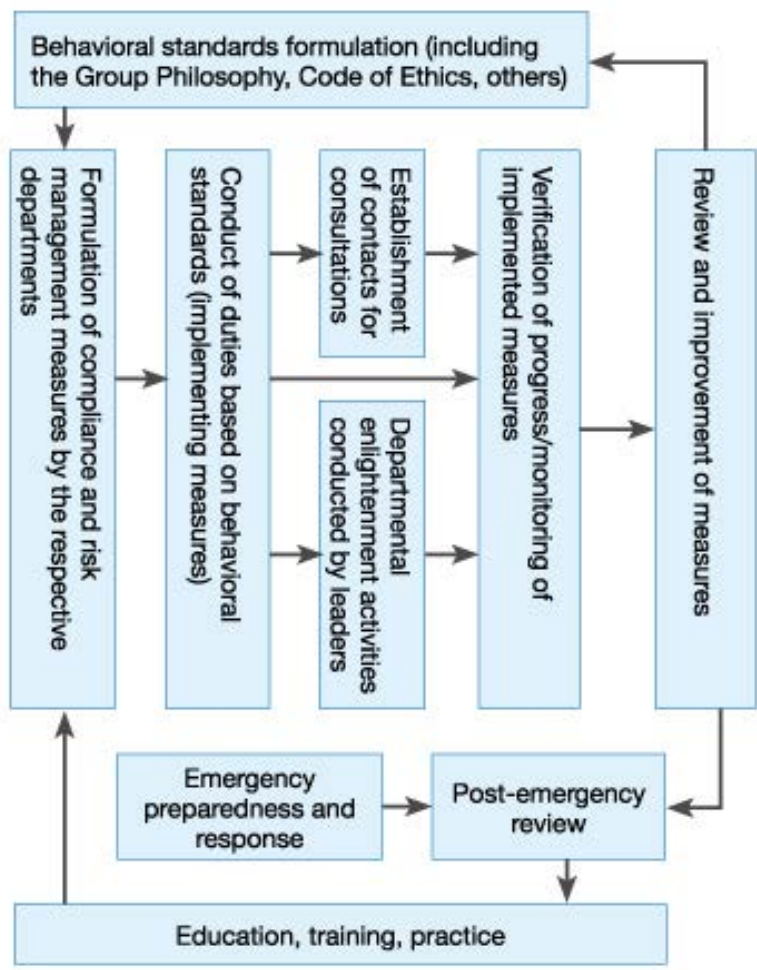 Behavioral standards formulation (including
the Group Philosophy, Code of Ethics, others)
Formulation of compliance and risk
management measures by the respective
departments
Conduct of duties based on behavioral
standards (implementing measures)
Establishment
of contacts for
consultations
Departmental
enlightenment activities
conducted by leaders
Verification of progress/monitoring of
implemented measures
Review and improvement of measures
Emergency
preparedness and
response
Post-emergency
review
Education, training, practice